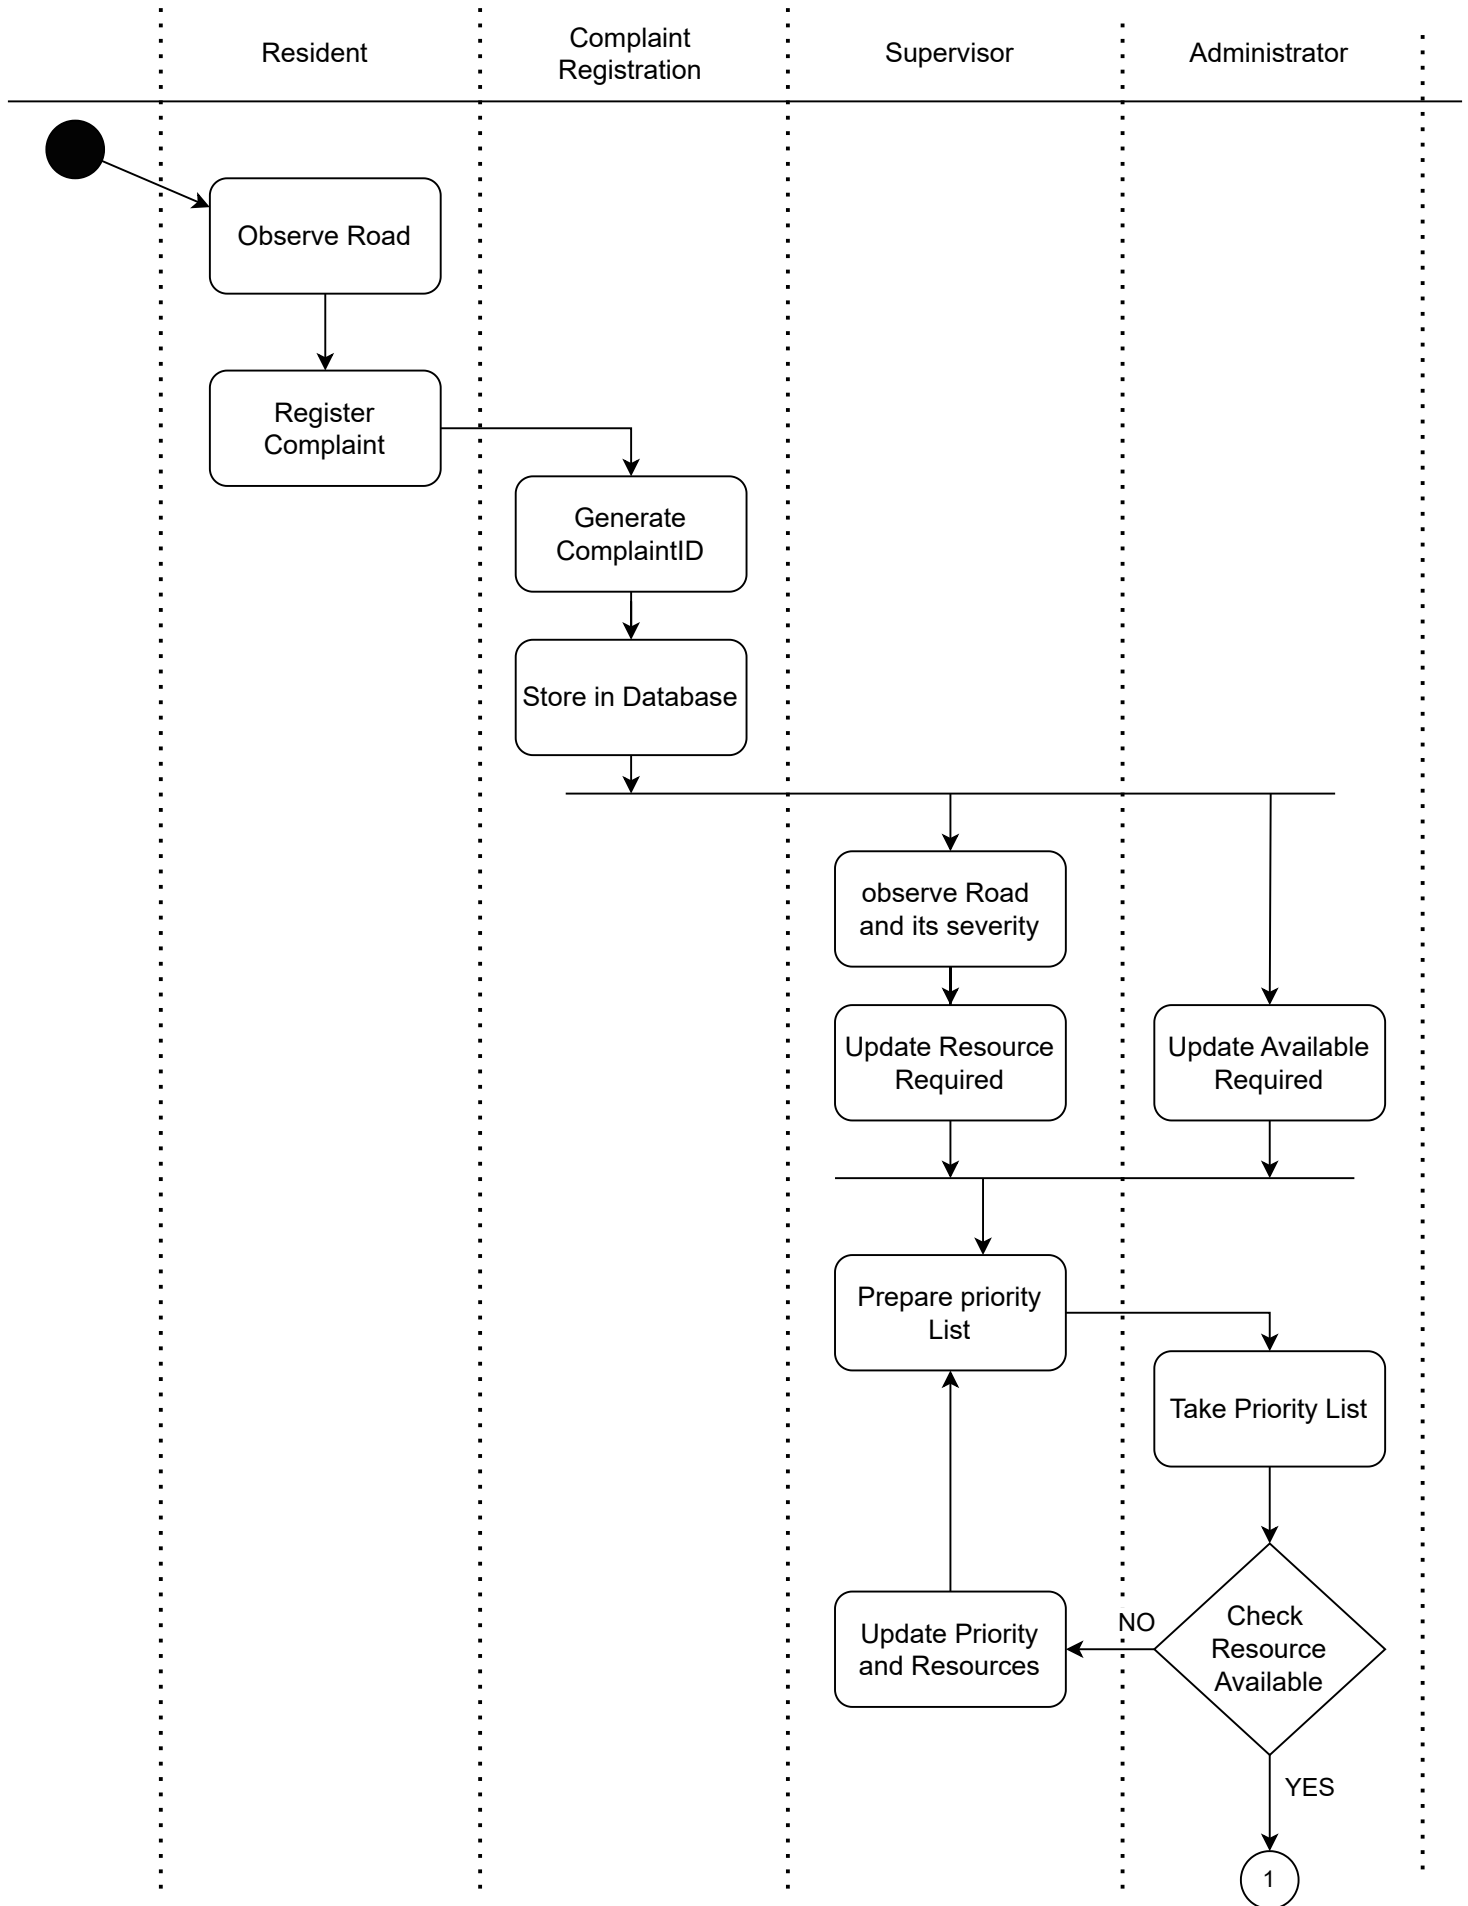 Resident
Complaint
Registration
Supervisor
Administrator
Observe Road
Register
Complaint
Generate
ComplaintID
Store in Database
observe Road
and its severity
Update Resource
Required
Update Available
Required
Prepare priority
List
Take Priority List
Check
Resource
Available
NO
Update Priority
and Resources
YES
1